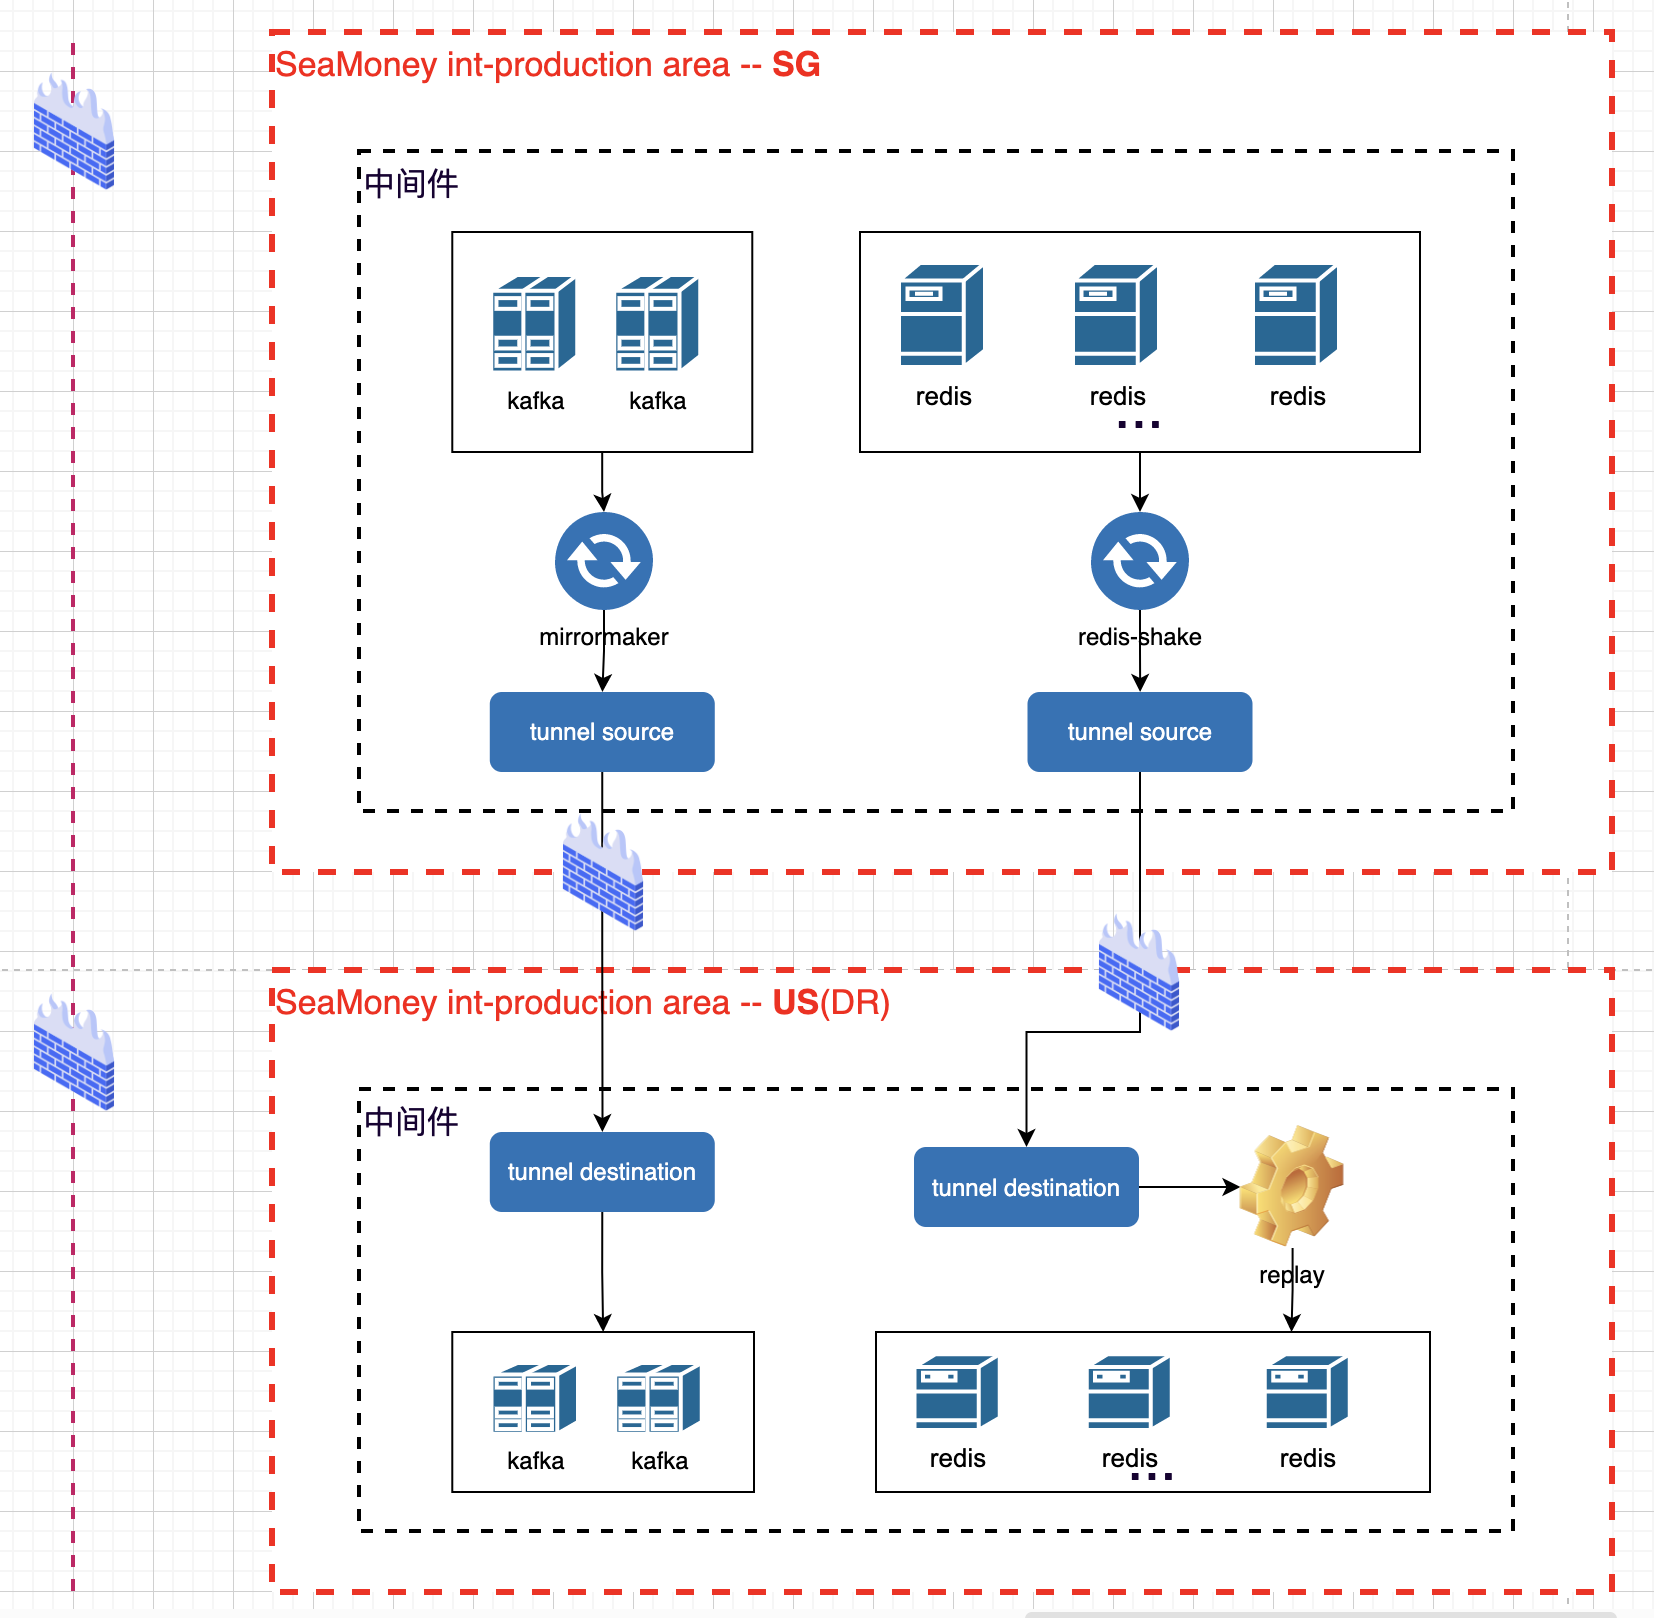 SeaMoney int-production area -- SG
中间件
kafka
kafka
redis
redis
redis
...
mirrormaker
redis-shake
tunnel source
tunnel source
SeaMoney int-production area -- US(DR)
中间件
tunnel destination
tunnel destination
replay
kafka
kafka
redis
redis
redis
...